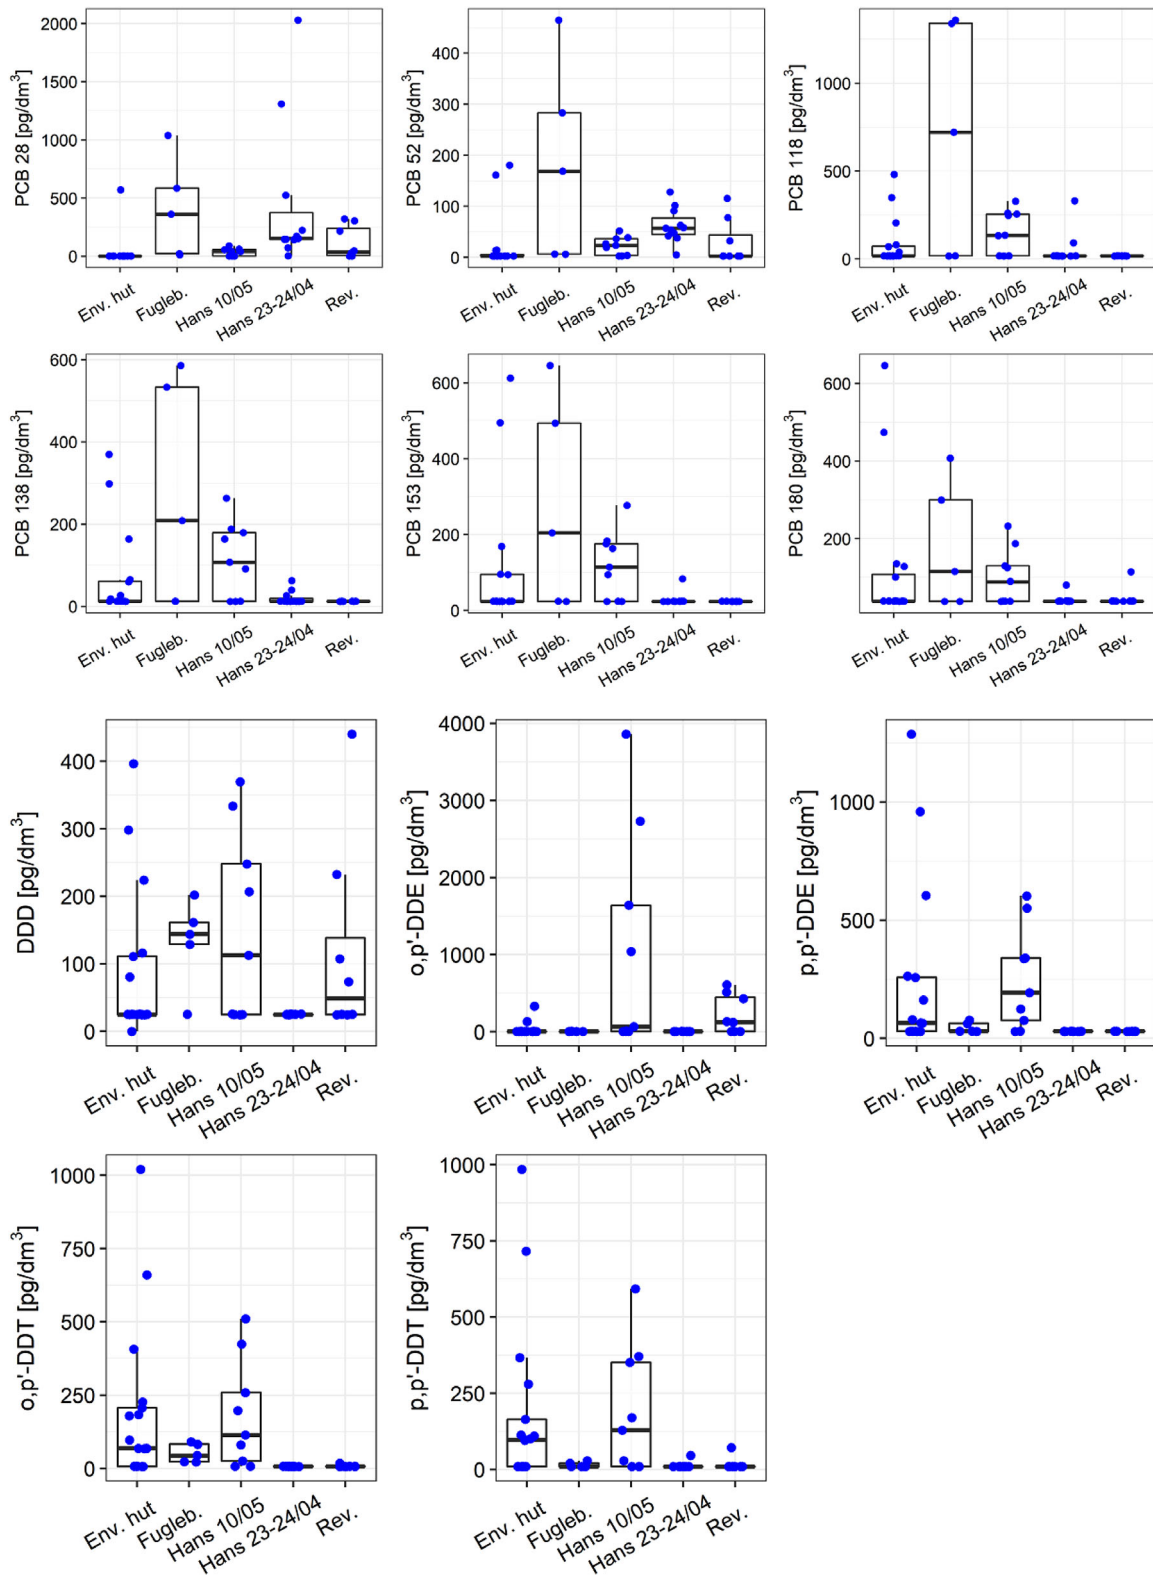 PCB 28 [pg/dm³]
2000
1500
1000
500
0
Env. hut
Fugleb.
Hans 10/05
Hans 23-24/04
Rev.
PCB 52 [pg/dm³]
400
300
200
100
0
Env. hut
Fugleb.
Hans 10/05
Hans 23-24/04
Rev.
PCB 118 [pg/dm³]
1000
500
0
Env. hut
Fugleb.
Hans 10/05
Hans 23-24/04
Rev.
PCB 138 [pg/dm³]
600
400
200
0
Env. hut
Fugleb.
Hans 10/05
Hans 23-24/04
Rev.
PCB 153 [pg/dm³]
600
400
200
0
Env. hut
Fugleb.
Hans 10/05
Hans 23-24/04
Rev.
PCB 180 [pg/dm³]
600
400
200
Env. hut
Fugleb.
Hans 10/05
Hans 23-24/04
Rev.
DDD [pg/dm³]
400
300
200
100
0
Env. hut
Fugleb.
Hans 10/05
Hans 23-24/04
Rev.
o,p'-DDE [pg/dm³]
4000
3000
2000
1000
0
Env. hut
Fugleb.
Hans 10/05
Hans 23-24/04
Rev.
p,p'-DDE [pg/dm³]
1000
500
0
Env. hut
Fugleb.
Hans 10/05
Hans 23-24/04
Rev.
o,p'-DDT [pg/dm³]
1000
750
500
250
0
Env. hut
Fugleb.
Hans 10/05
Hans 23-24/04
Rev.
p,p'-DDT [pg/dm³]
1000
750
500
250
0
Env. hut
Fugleb.
Hans 10/05
Hans 23-24/04
Rev.